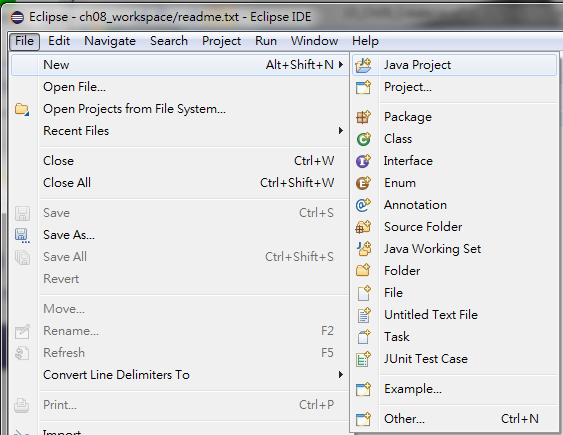 Eclipse - ch08_workspace/readme.txt - Eclipse IDE
File Edit Navigate Search Project Run Window Help
New Alt+Shift+N
Open File...
Open Projects from File System...
Recent Files
Close Ctrl+W
Close All Ctrl+Shift+W
Save Ctrl+S
Save As...
Save All Ctrl+Shift+S
Revert
Move...
Rename... F2
Refresh F5
Convert Line Delimiters To
Print... Ctrl+P
Import...
Java Project
Project...
Package
Class
Interface
Enum
Annotation
Source Folder
Java Working Set
Folder
File
Untitled Text File
Task
JUnit Test Case
Example...
Other... Ctrl+N